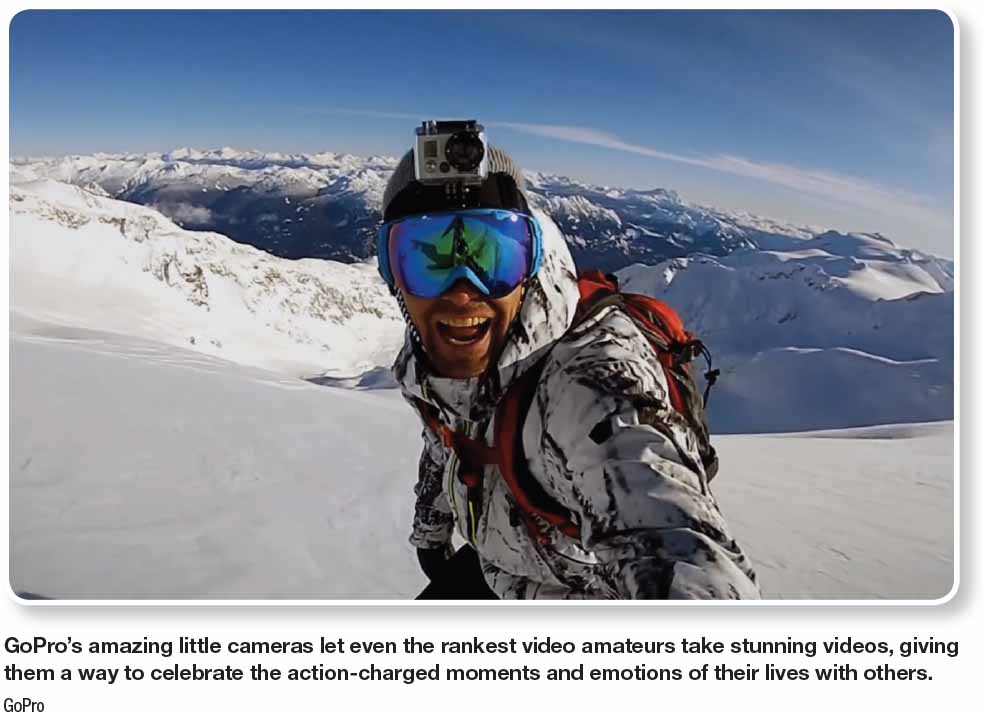 GoPro’s amazing little cameras let even the rankest video amateurs take stunning videos, giving
them a way to celebrate the action-charged moments and emotions of their lives with others.
GoPro